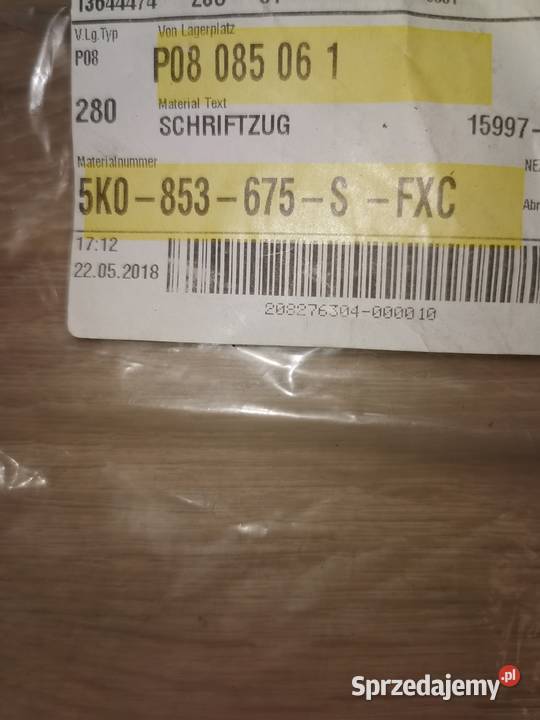 13644474
V.Lg.Typ Von Lagerplatz
P08 P08 085 06 1
280 Material Text
SCHRIFTZUG 15997-
Materialnummer
5K0-853-675-S -FXC
17:12
22.05.2018
208276304-000010
Sprzedajemy.pl